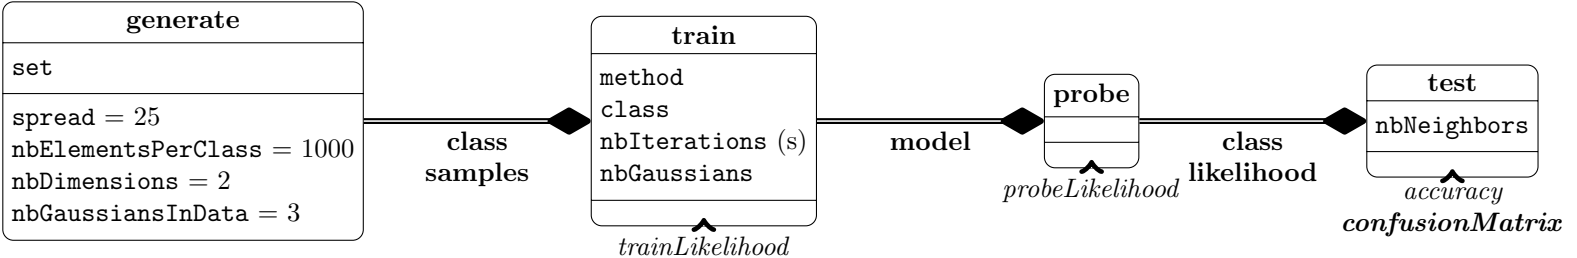 generate
set
spread = 25
nbElementsPerClass = 1000
nbDimensions = 2
nbGaussiansInData = 3
class
samples
train
method
class
nbIterations (s)
nbGaussians
trainLikelihood
model
probe
probeLikelihood
class
likelihood
test
nbNeighbors
accuracy
confusionMatrix